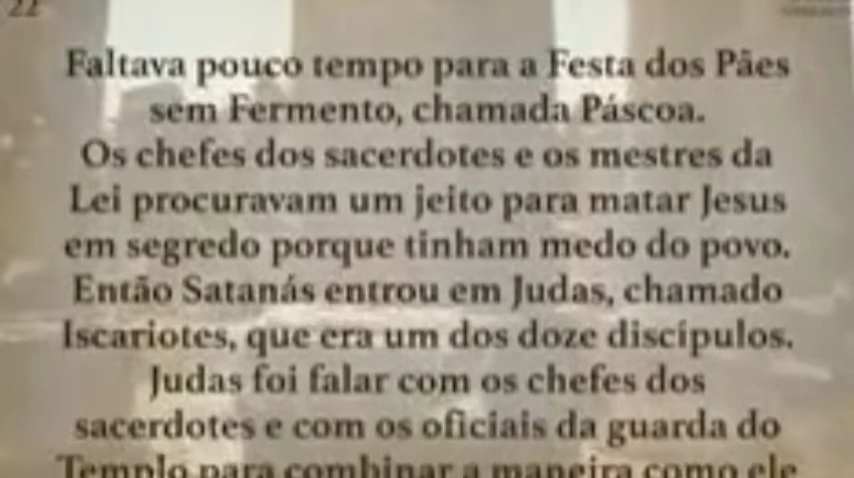 22
Faltava pouco tempo para a Festa dos Pães
sem Fermento, chamada Páscoa.
Os chefes dos sacerdotes e os mestres da
Lei procuravam um jeito para matar Jesus
em segredo porque tinham medo do povo.
Então Satanás entrou em Judas, chamado
Iscariotes, que era um dos doze discípulos.
Judas foi falar com os chefes dos
sacerdotes e com os oficiais da guarda do
Templo para combinar a maneira como ele